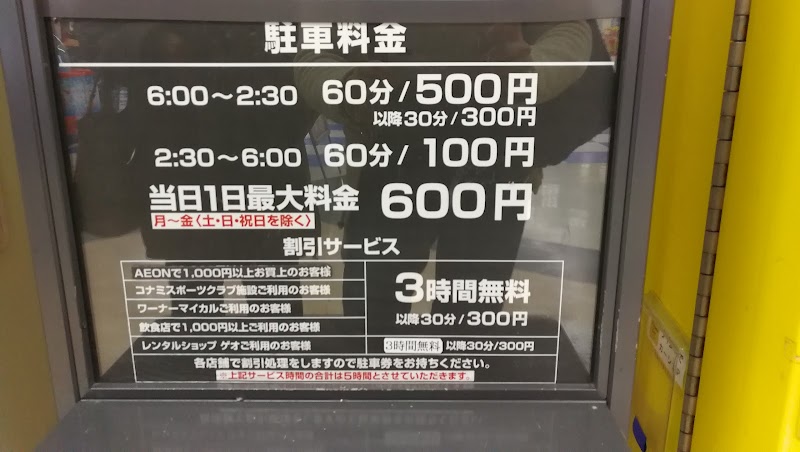 駐車料金
6:00～2:30 60分/500円
以降30分/300円
2:30～6:00 60分/100円
当日1日最大料金 600円
月～金〈土・日・祝日を除く〉
割引サービス
AEONで1,000円以上お買上のお客様
コナミスポーツクラブ施設ご利用のお客様
ワーナーマイカルご利用のお客様
飲食店で1,000円以上ご利用のお客様
3時間無料
以降30分/300円
レンタルショップ ゲオご利用のお客様
3時間無料 以降30分/300円
各店舗で割引処理をしますので駐車券をお持ちください。
※上記サービス時間の合計は5時間とさせていただきます。